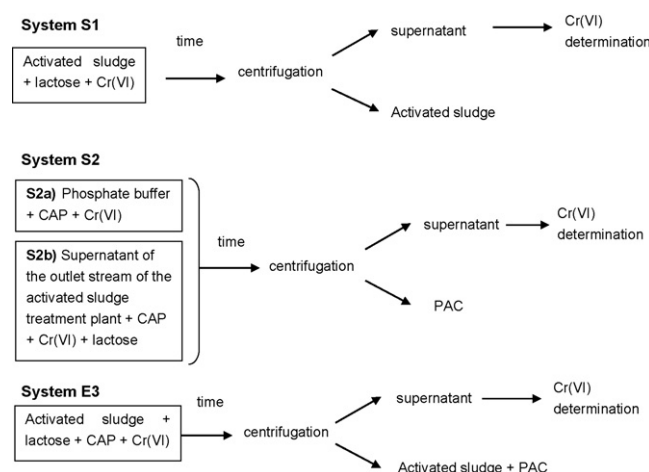 System S1
Activated sludge
+ lactose + Cr(VI)
time
centrifugation
supernatant
Cr(VI)
determination
Activated sludge
System S2
S2a) Phosphate buffer
+ CAP + Cr(VI)
S2b) Supernatant of
the outlet stream of the
activated sludge
treatment plant + CAP
+ Cr(VI) + lactose
time
centrifugation
supernatant
Cr(VI)
determination
PAC
System E3
Activated sludge +
lactose + CAP + Cr(VI)
time
centrifugation
supernatant
Cr(VI)
determination
Activated sludge + PAC